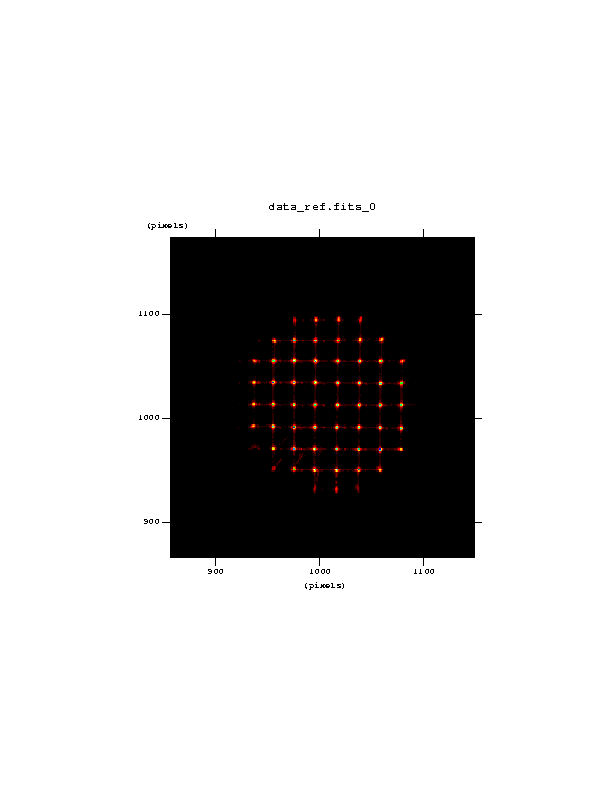 data_ref.fits_0
(pixels)
1100
1000
900
900 1000 1100
(pixels)